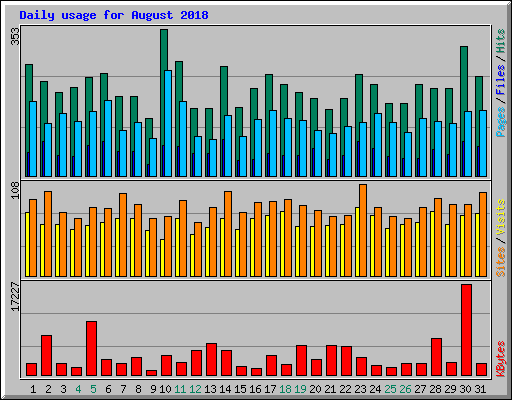 Daily usage for August 2018
353
Pages / Files / Hits
108
Sites / Visits
17227
KBytes
1 2 3 4 5 6 7 8 9 10 11 12 13 14 15 16 17 18 19 20 21 22 23 24 25 26 27 28 29 30 31